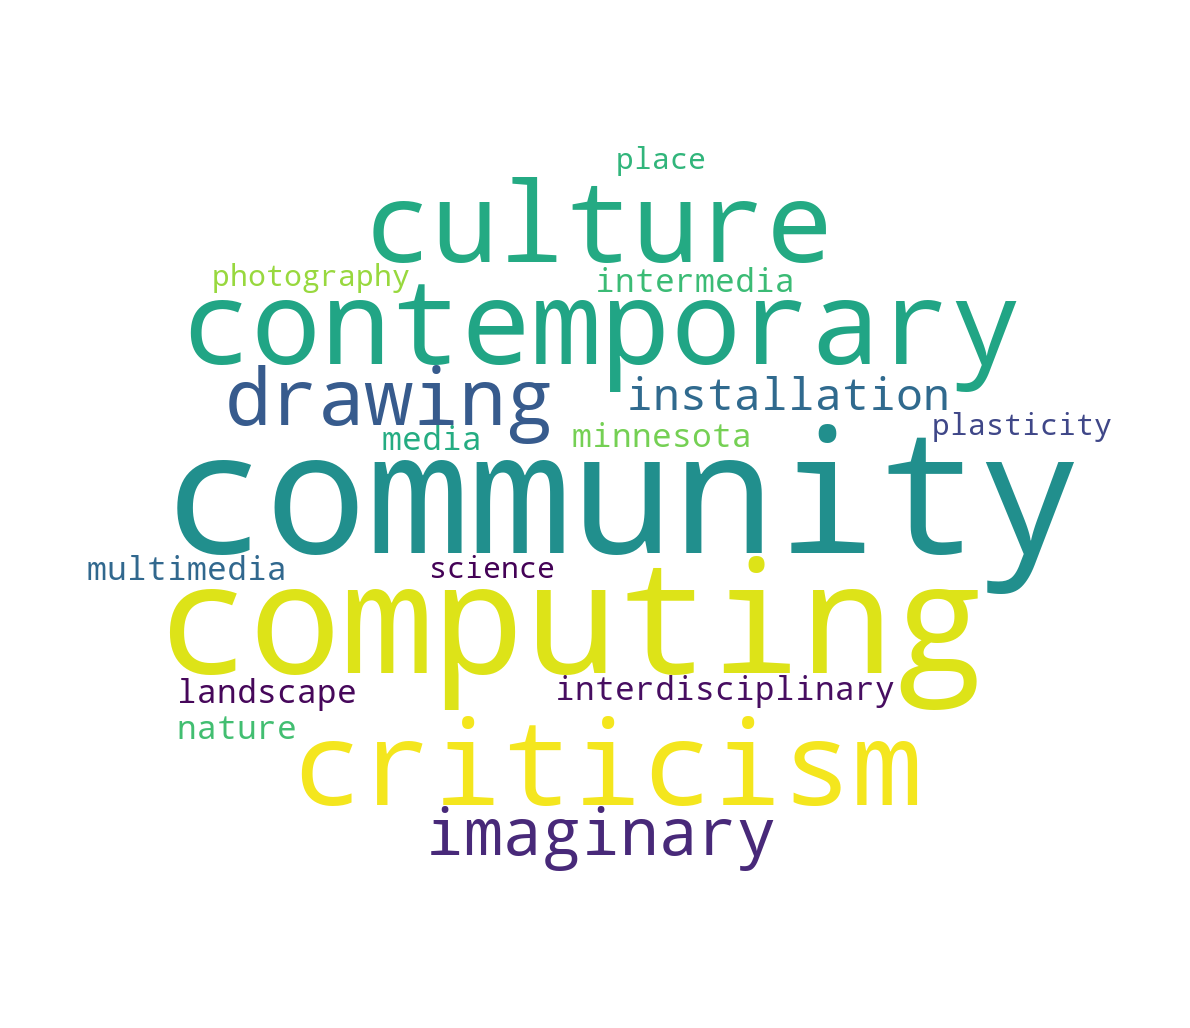 place
culture
photography intermedia
contemporary
drawing installation
plasticity
media minnesota
community
multimedia science
computing
landscape interdisciplinary
nature
criticism
imaginary